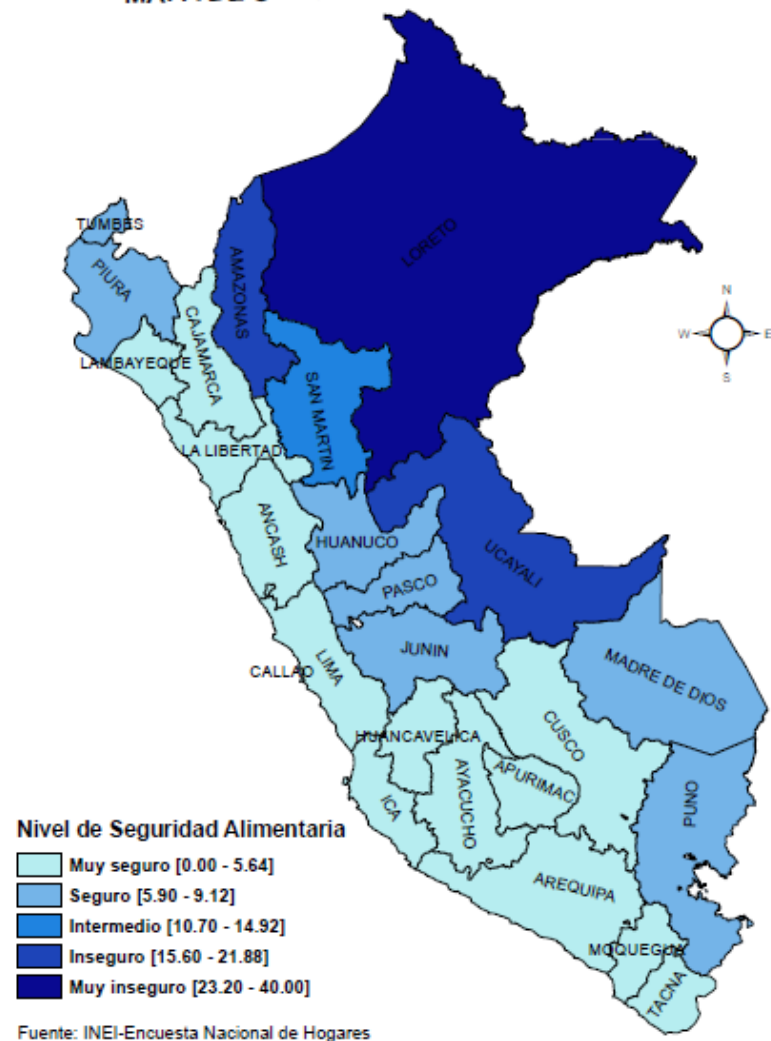 N
W
E
S
TUMBES
PIURA
LAMBAYEQUE
CAJAMARCA
AMAZONAS
LORETO
SAN MARTIN
LA LIBERTAD
ANCASH
HUANUCO
UCAYALI
PASCO
JUNIN
LIMA
CALLAO
MADRE DE DIOS
HUANCAVELICA
CUSCO
ICA
AYACUCHO
APURIMAC
PUNO
AREQUIPA
MOQUEGUA
TACNA
Nivel de Seguridad Alimentaria
Muy seguro [0.00 - 5.64]
Seguro [5.90 - 9.12]
Intermedio [10.70 - 14.92]
Inseguro [15.60 - 21.88]
Muy inseguro [23.20 - 40.00]
Fuente: INEI-Encuesta Nacional de Hogares